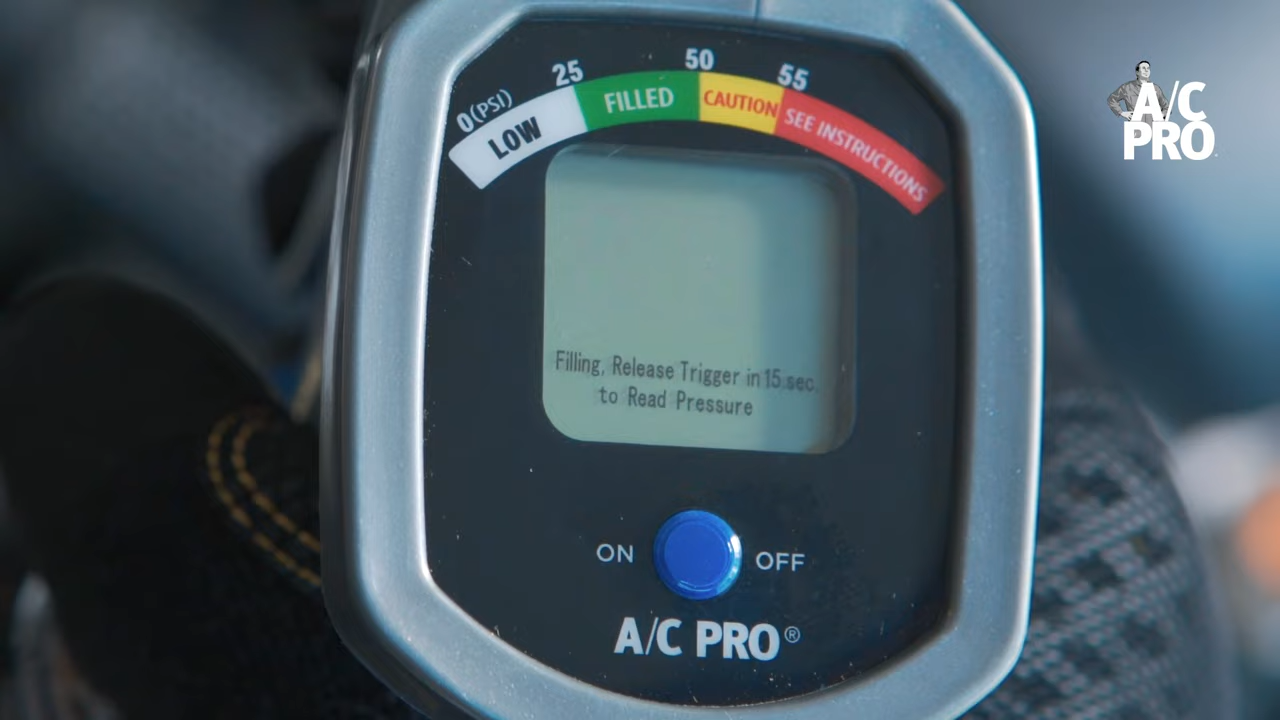 0(PSI) 25 50 55
LOW FILLED CAUTION SEE INSTRUCTIONS
Filling, Release Trigger in 15 sec.
to Read Pressure
ON OFF
A/C PRO®
A/C
PRO